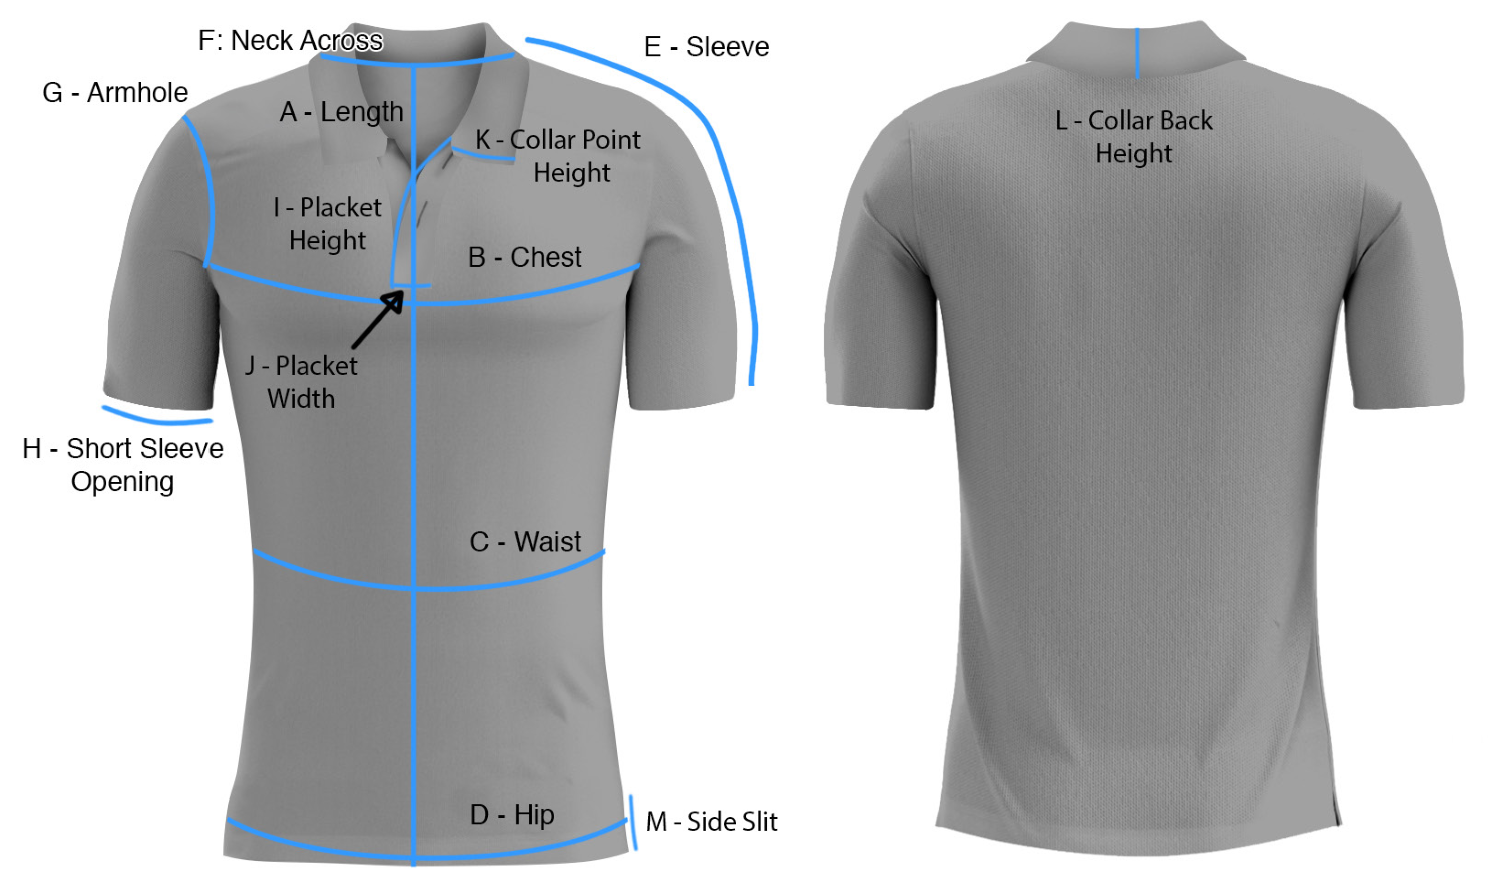 F: Neck Across
E - Sleeve
G - Armhole
A - Length
K - Collar Point
Height
L - Collar Back
Height
I - Placket
Height
B - Chest
J - Placket
Width
H - Short Sleeve
Opening
C - Waist
D - Hip
M - Side Slit